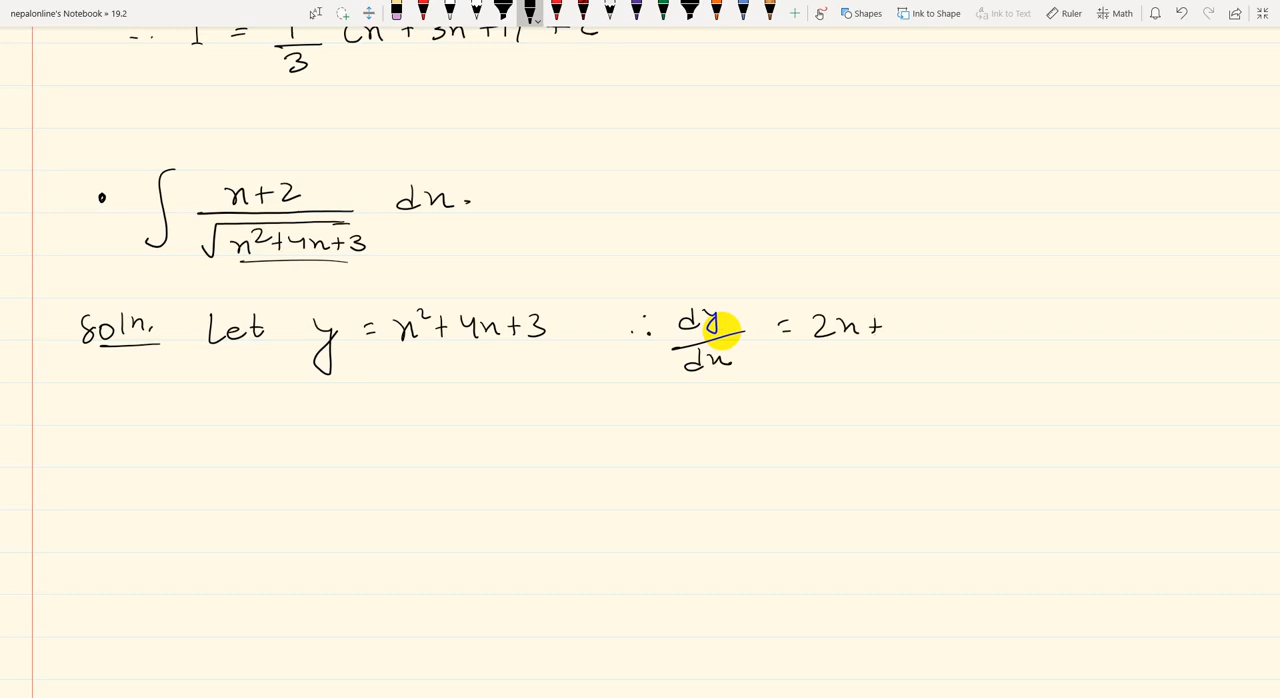 nepalonline's Notebook » 19.2
Shapes Ink to Shape Ink to Text Ruler Math
∫ x+2 / √(x²+4x+3) dx.
Soln. Let y = x²+4x+3 ∴ dy/dx = 2x+